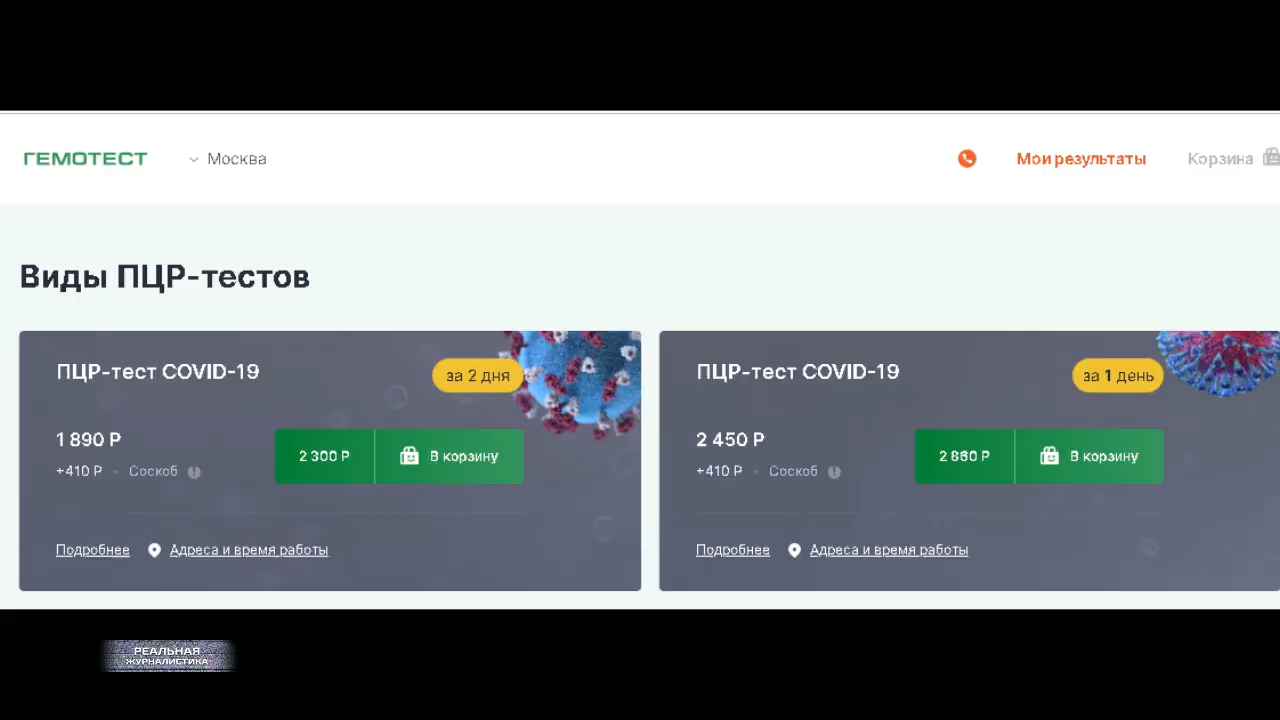 ГЕМОТЕСТ
Москва
Мои результаты
Корзина
Виды ПЦР-тестов
ПЦР-тест COVID-19
за 2 дня
1 890 Р
2 300 Р
В корзину
+410 Р
Соскоб
Подробнее
Адреса и время работы
ПЦР-тест COVID-19
за 1 день
2 450 Р
2 860 Р
В корзину
+410 Р
Соскоб
Подробнее
Адреса и время работы
РЕАЛЬНАЯ
ЖУРНАЛИСТИКА